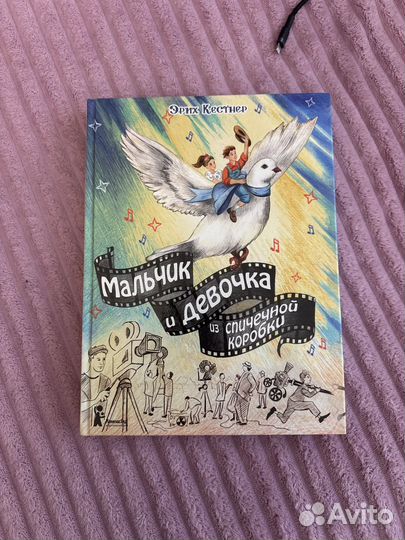 Эрих Кестнер
Мальчик
и девочка
из спичечной
коробки
Avito